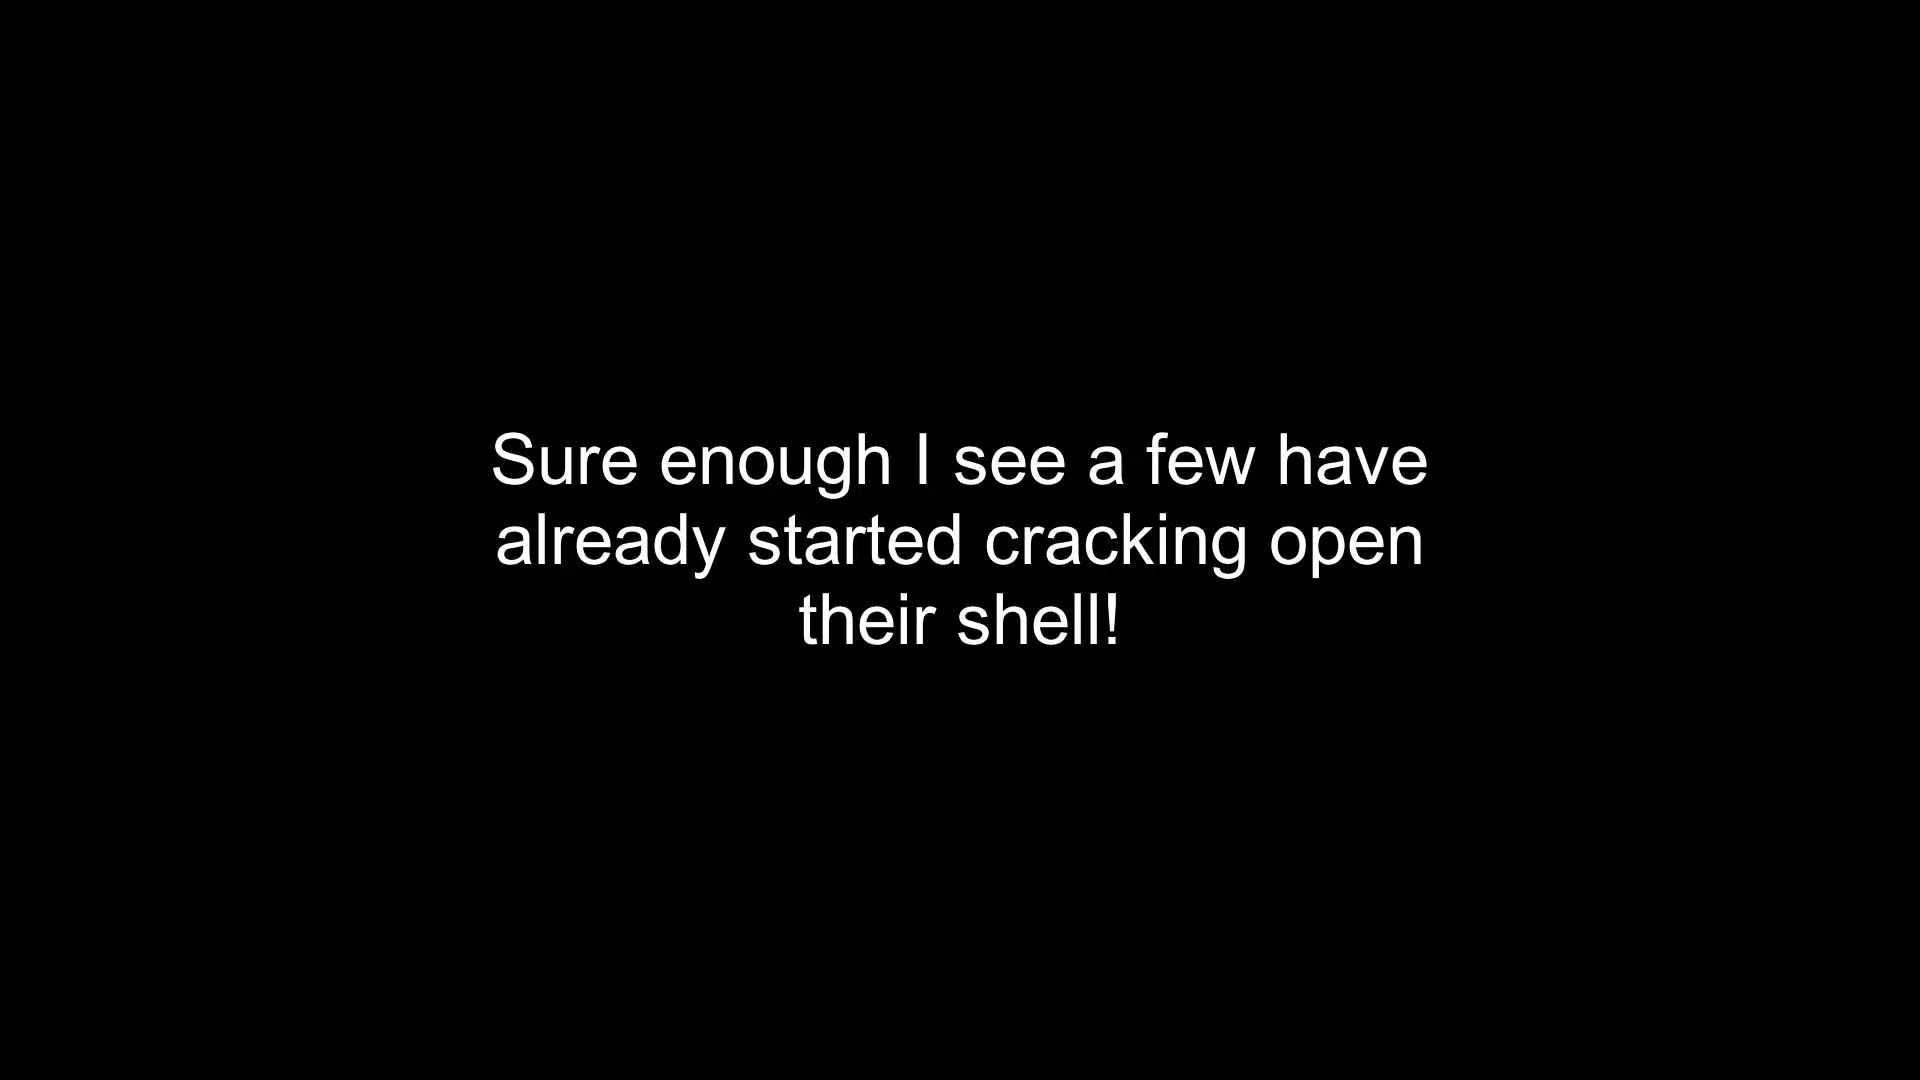 Sure enough I see a few have
already started cracking open
their shell!